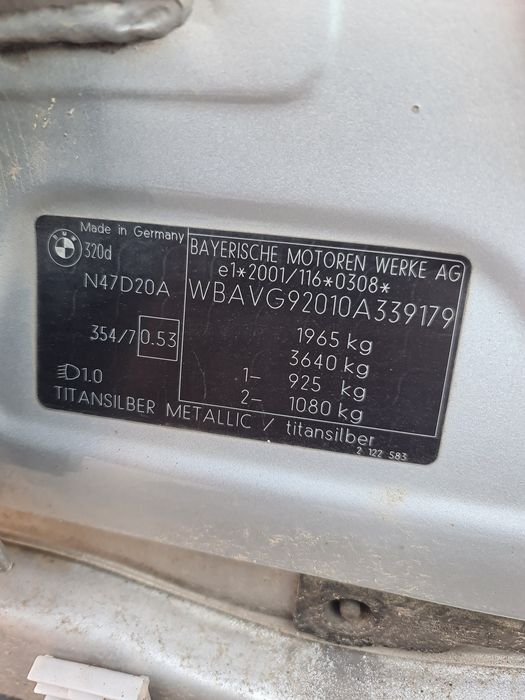 Made in Germany
BMW
320d
N47D20A
354/7 0.53
1.0
TITANSILBER METALLIC / titansilber
BAYERISCHE MOTOREN WERKE AG
e1*2001/116*0308*
WBAVG92010A339179
1965 kg
3640 kg
1- 925 kg
2- 1080 kg
2 122 583